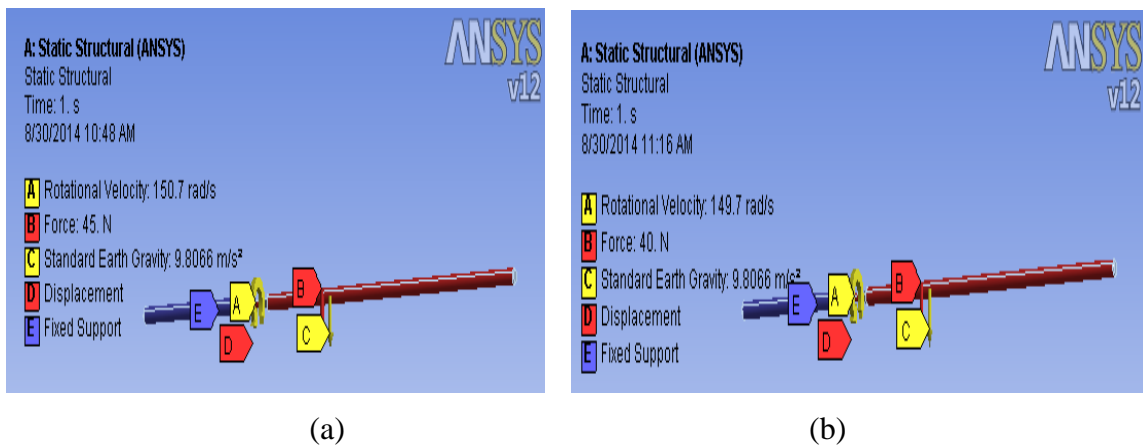 A: Static Structural (ANSYS)
Static Structural
Time: 1. s
8/30/2014 10:48 AM
ANSYS
v12
A Rotational Velocity: 150.7 rad/s
B Force: 45. N
C Standard Earth Gravity: 9.8066 m/s²
D Displacement
E Fixed Support
E
A
D
B
C
(a)
A: Static Structural (ANSYS)
Static Structural
Time: 1. s
8/30/2014 11:16 AM
ANSYS
v12
A Rotational Velocity: 149.7 rad/s
B Force: 40. N
C Standard Earth Gravity: 9.8066 m/s²
D Displacement
E Fixed Support
E
A
D
B
C
(b)